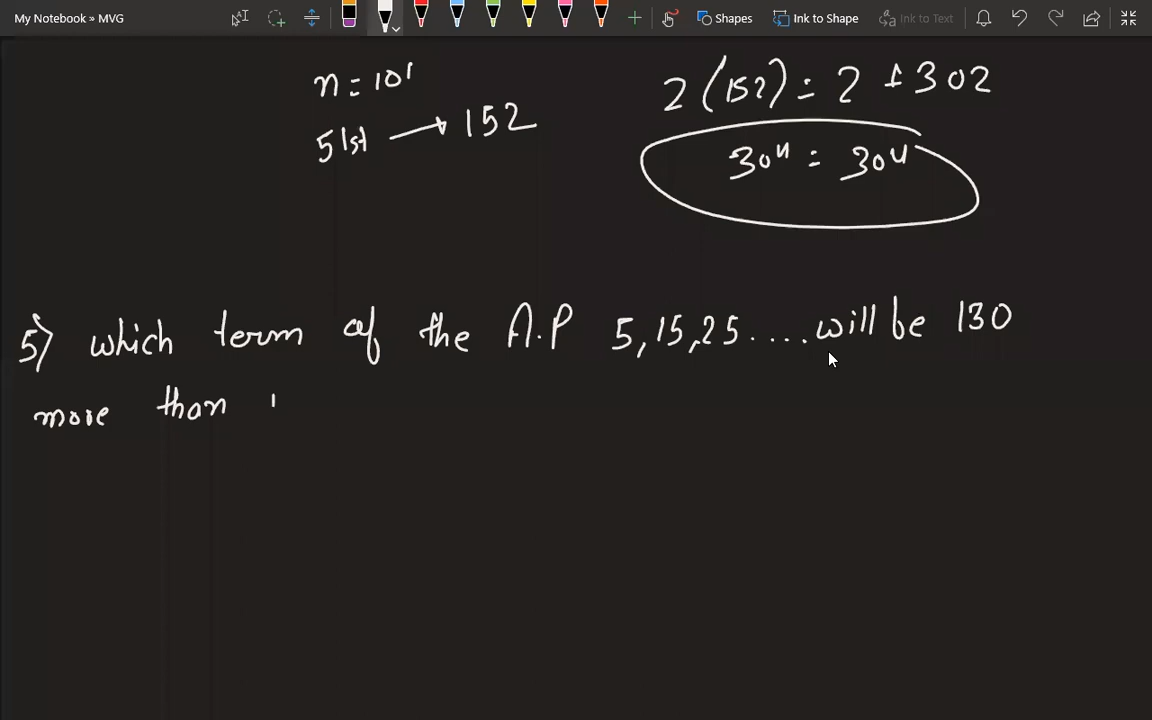 My Notebook » MVG
Shapes
Ink to Shape
Ink to Text
n = 101
51st → 152
2 (152) = 2 + 302
304 = 304
5) which term of the A.P 5, 15, 25 .... will be 130
more than